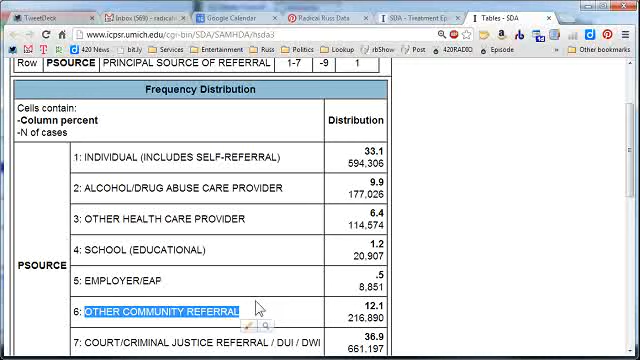 TweetDeck
Inbox (569) - radicalr
Google Calendar
Radical Russ Data
SDA - Treatment Ep
Tables - SDA
www.icpsr.umich.edu/cgi-bin/SDA/SAMHDA/hsda3
420 News
bit.ly
Entertainment
Russ
Politics
Lookup
rbShow
Post
420RADIO
Episode
Other bookmarks
Row PSOURCE PRINCIPAL SOURCE OF REFERRAL 1-7 -9 1
Frequency Distribution
Cells contain:
-Column percent
-N of cases
Distribution
PSOURCE
1: INDIVIDUAL (INCLUDES SELF-REFERRAL) 33.1
594,306
2: ALCOHOL/DRUG ABUSE CARE PROVIDER 9.9
177,026
3: OTHER HEALTH CARE PROVIDER 6.4
114,574
4: SCHOOL (EDUCATIONAL) 1.2
20,907
5: EMPLOYER/EAP .5
8,851
6: OTHER COMMUNITY REFERRAL 12.1
216,890
7: COURT/CRIMINAL JUSTICE REFERRAL / DUI / DWI 36.9
661,197